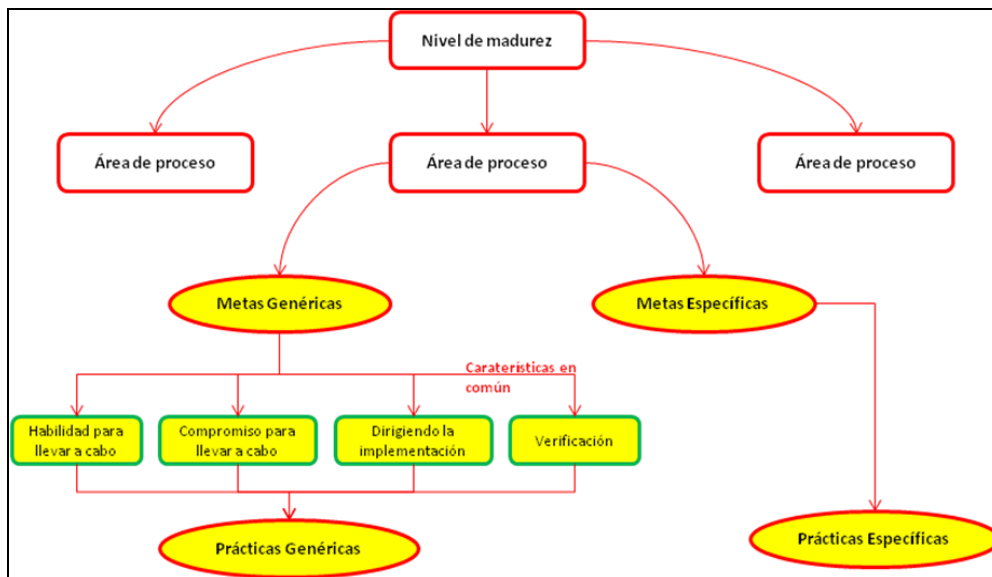 Nivel de madurez
Área de proceso
Área de proceso
Área de proceso
Metas Genéricas
Metas Específicas
Caraterísticas en
común
Habilidad para
llevar a cabo
Compromiso para
llevar a cabo
Dirigiendo la
implementación
Verificación
Prácticas Genéricas
Prácticas Específicas